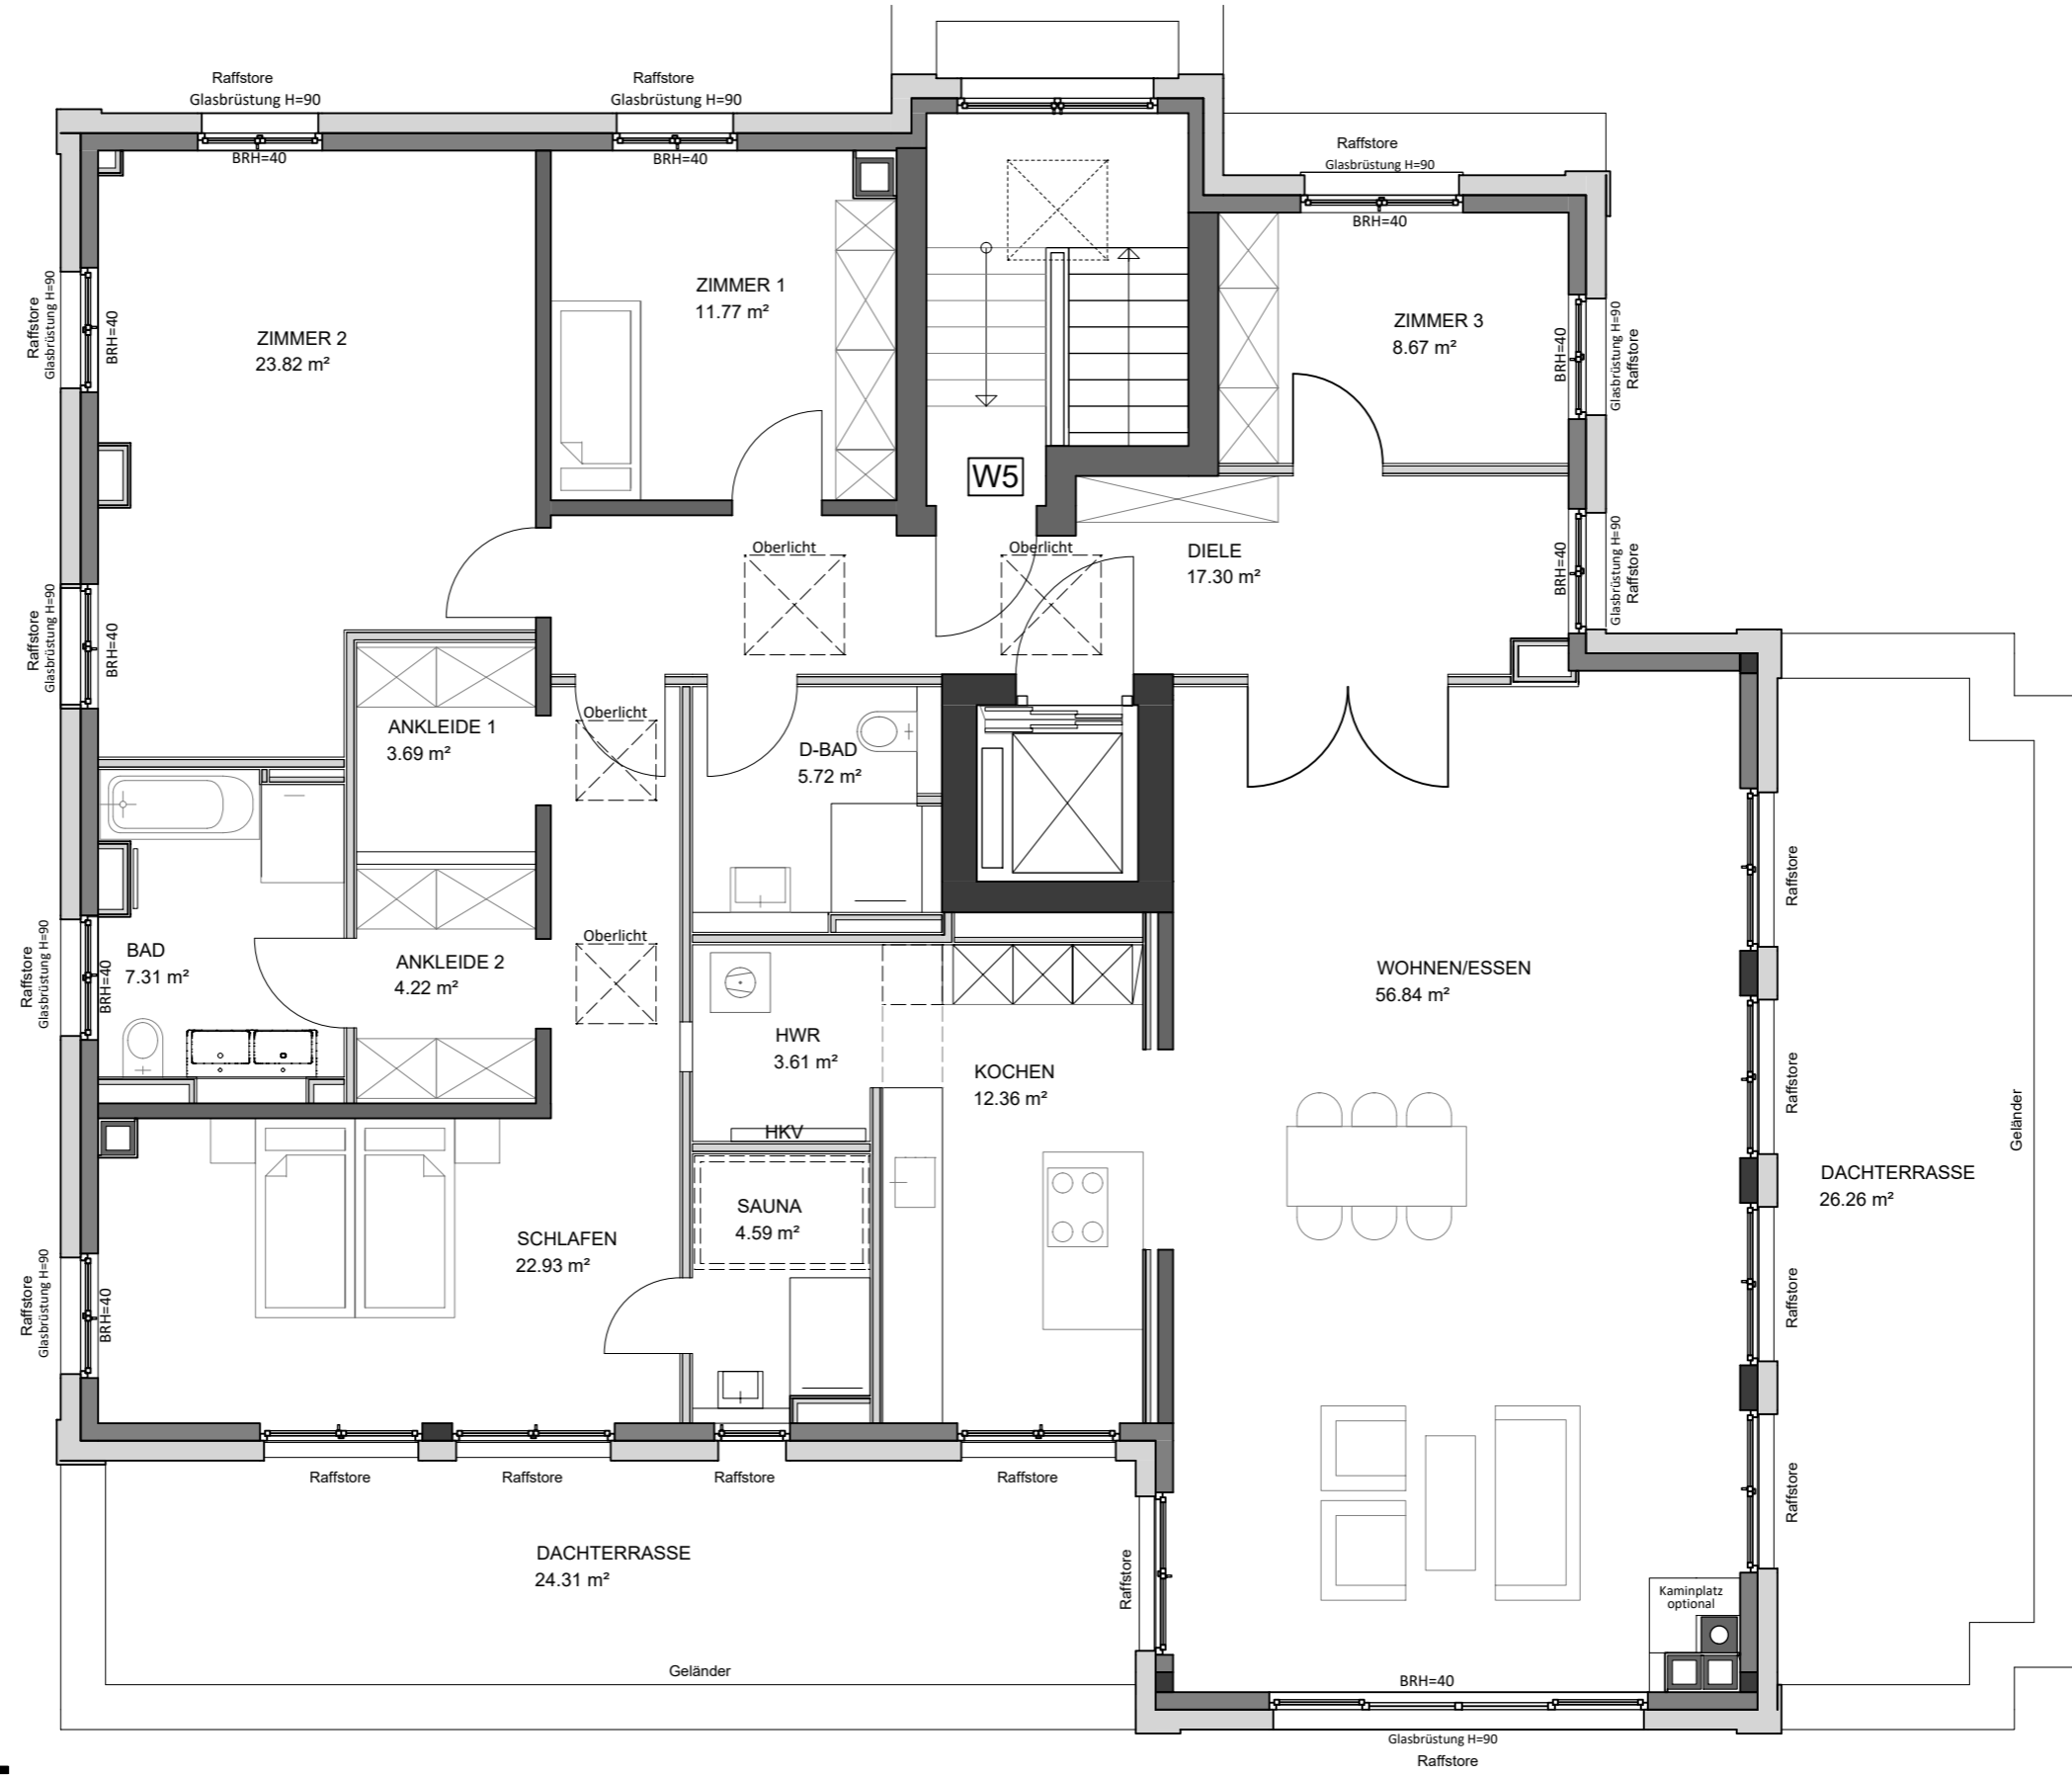 Raffstore
Glasbrüstung H=90
BRH=40
Raffstore
Glasbrüstung H=90
BRH=40
Raffstore
Glasbrüstung H=90
BRH=40
Raffstore
Glasbrüstung H=90
BRH=40
ZIMMER 2
23.82 m²
ZIMMER 1
11.77 m²
ZIMMER 3
8.67 m²
BRH=40
Glasbrüstung H=90
Raffstore
W5
Oberlicht
Oberlicht
DIELE
17.30 m²
BRH=40
Glasbrüstung H=90
Raffstore
Raffstore
Glasbrüstung H=90
BRH=40
ANKLEIDE 1
3.69 m²
Oberlicht
D-BAD
5.72 m²
Raffstore
Raffstore
Glasbrüstung H=90
BRH=40
BAD
7.31 m²
ANKLEIDE 2
4.22 m²
Oberlicht
HWR
3.61 m²
KOCHEN
12.36 m²
HKV
WOHNEN/ESSEN
56.84 m²
Raffstore
Geländer
DACHTERRASSE
26.26 m²
Raffstore
Glasbrüstung H=90
BRH=40
SCHLAFEN
22.93 m²
SAUNA
4.59 m²
Raffstore
Raffstore
Raffstore
Raffstore
Raffstore
Raffstore
DACHTERRASSE
24.31 m²
Raffstore
Kaminplatz
optional
Geländer
BRH=40
Glasbrüstung H=90
Raffstore